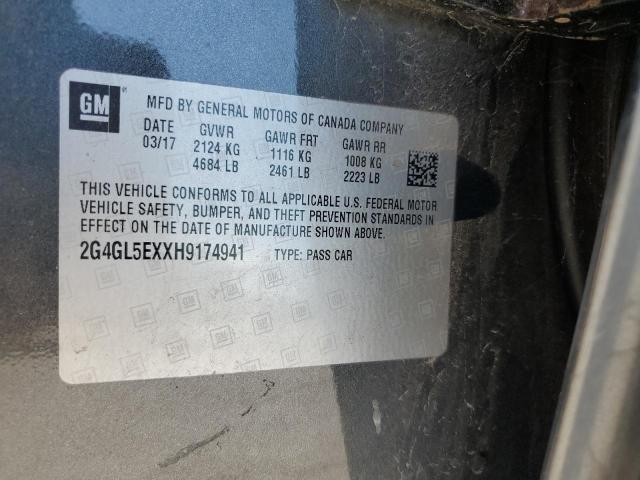 GM
MFD BY GENERAL MOTORS OF CANADA COMPANY
DATE GVWR GAWR FRT GAWR RR
03/17 2124 KG 1116 KG 1008 KG
4684 LB 2461 LB 2223 LB
THIS VEHICLE CONFORMS TO ALL APPLICABLE U.S. FEDERAL MOTOR
VEHICLE SAFETY, BUMPER, AND THEFT PREVENTION STANDARDS IN
EFFECT ON THE DATE OF MANUFACTURE SHOWN ABOVE.
2G4GL5EXXH9174941 TYPE: PASS CAR